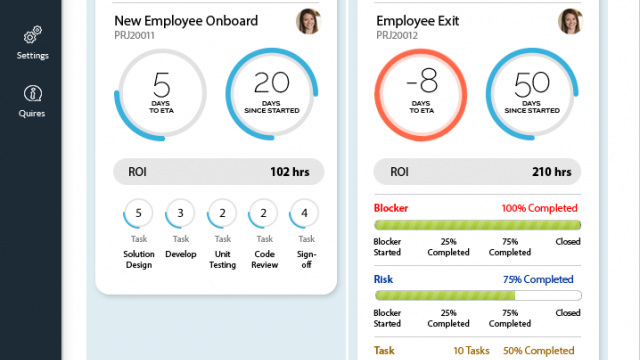 Settings
Quires
New Employee Onboard
PRJ20011
5
DAYS
TO ETA
20
DAYS
SINCE STARTED
ROI 102 hrs
5 3 2 2 4
Task Task Task Task Task
Solution Develop Unit Code Sign-
Design Testing Review off
Employee Exit
PRJ20012
-8
DAYS
TO ETA
50
DAYS
SINCE STARTED
ROI 210 hrs
Blocker 100% Completed
Blocker 25% 75% Closed
Started Completed Completed
Risk 75% Completed
Blocker 25% 75% Closed
Started Completed Completed
Task 10 Tasks 50% Completed